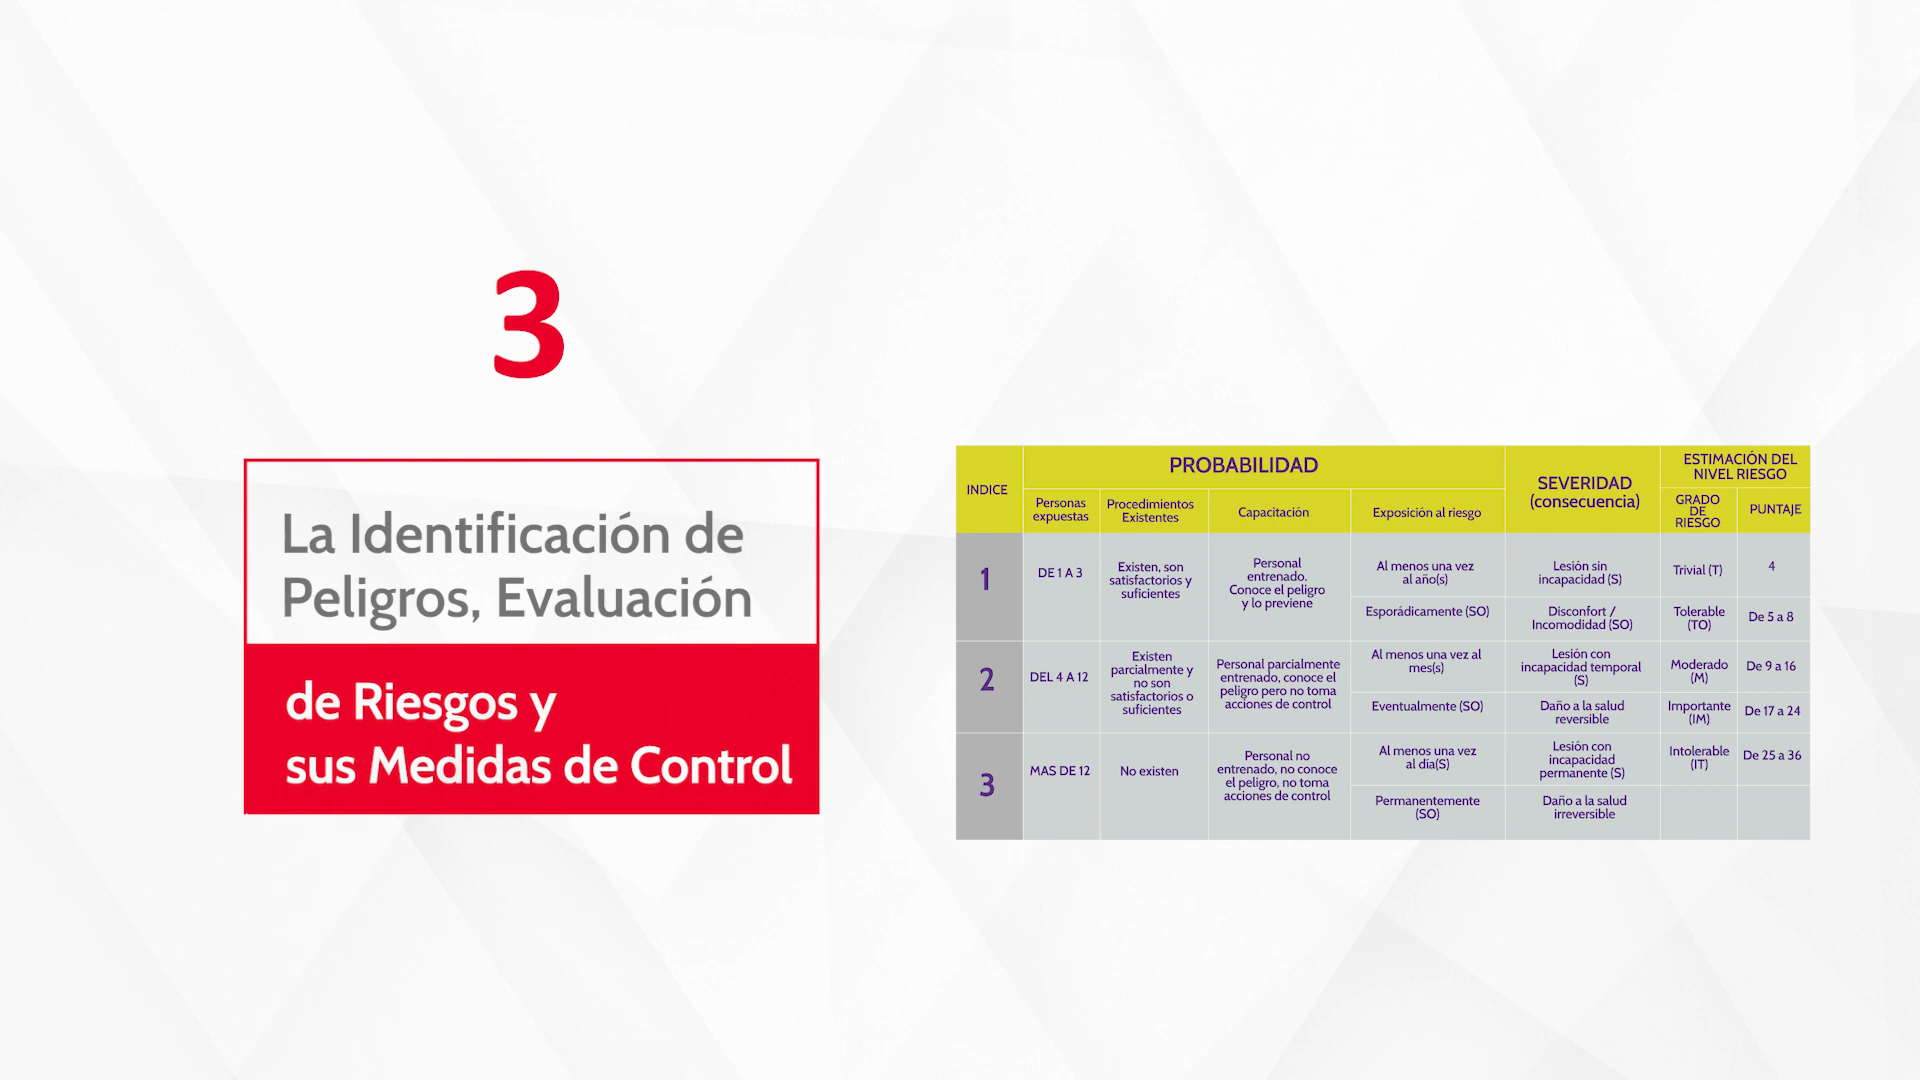 3
La Identificación de
Peligros, Evaluación
de Riesgos y
sus Medidas de Control
INDICE
PROBABILIDAD
SEVERIDAD
(consecuencia)
ESTIMACIÓN DEL
NIVEL RIESGO
Personas
expuestas
Procedimientos
Existentes
Capacitación
Exposición al riesgo
GRADO
DE
RIESGO
PUNTAJE
1
DE 1 A 3
Existen, son
satisfactorios y
suficientes
Personal
entrenado.
Conoce el peligro
y lo previene
Al menos una vez
al año(s)
Lesión sin
incapacidad (S)
Trivial (T)
4
Esporádicamente (SO)
Disconfort /
Incomodidad (SO)
Tolerable
(TO)
De 5 a 8
2
DEL 4 A 12
Existen
parcialmente y
no son
satisfactorios o
suficientes
Personal parcialmente
entrenado, conoce el
peligro pero no toma
acciones de control
Al menos una vez al
mes(s)
Lesión con
incapacidad temporal
(S)
Moderado
(M)
De 9 a 16
Eventualmente (SO)
Daño a la salud
reversible
Importante
(IM)
De 17 a 24
3
MAS DE 12
No existen
Personal no
entrenado, no conoce
el peligro, no toma
acciones de control
Al menos una vez
al día(S)
Lesión con
incapacidad
permanente (S)
Intolerable
(IT)
De 25 a 36
Permanentemente
(SO)
Daño a la salud
irreversible